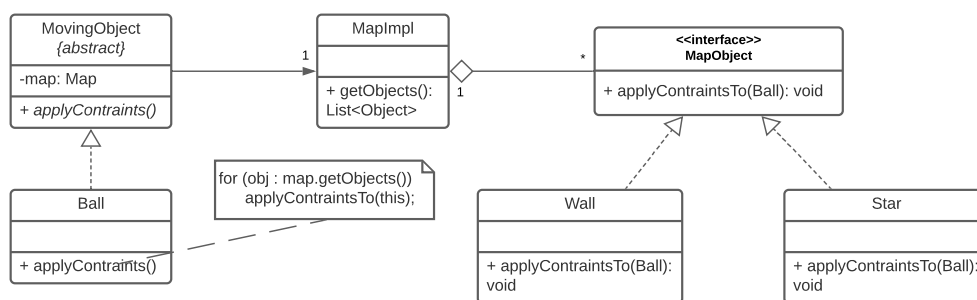 MovingObject
{abstract}
-map: Map
+ applyContraints()
1
MapImpl
+ getObjects():
List<Object>
1
*
<<interface>>
MapObject
+ applyContraintsTo(Ball): void
for (obj : map.getObjects())
applyContraintsTo(this);
Ball
+ applyContraints()
Wall
+ applyContraintsTo(Ball):
void
Star
+ applyContraintsTo(Ball):
void